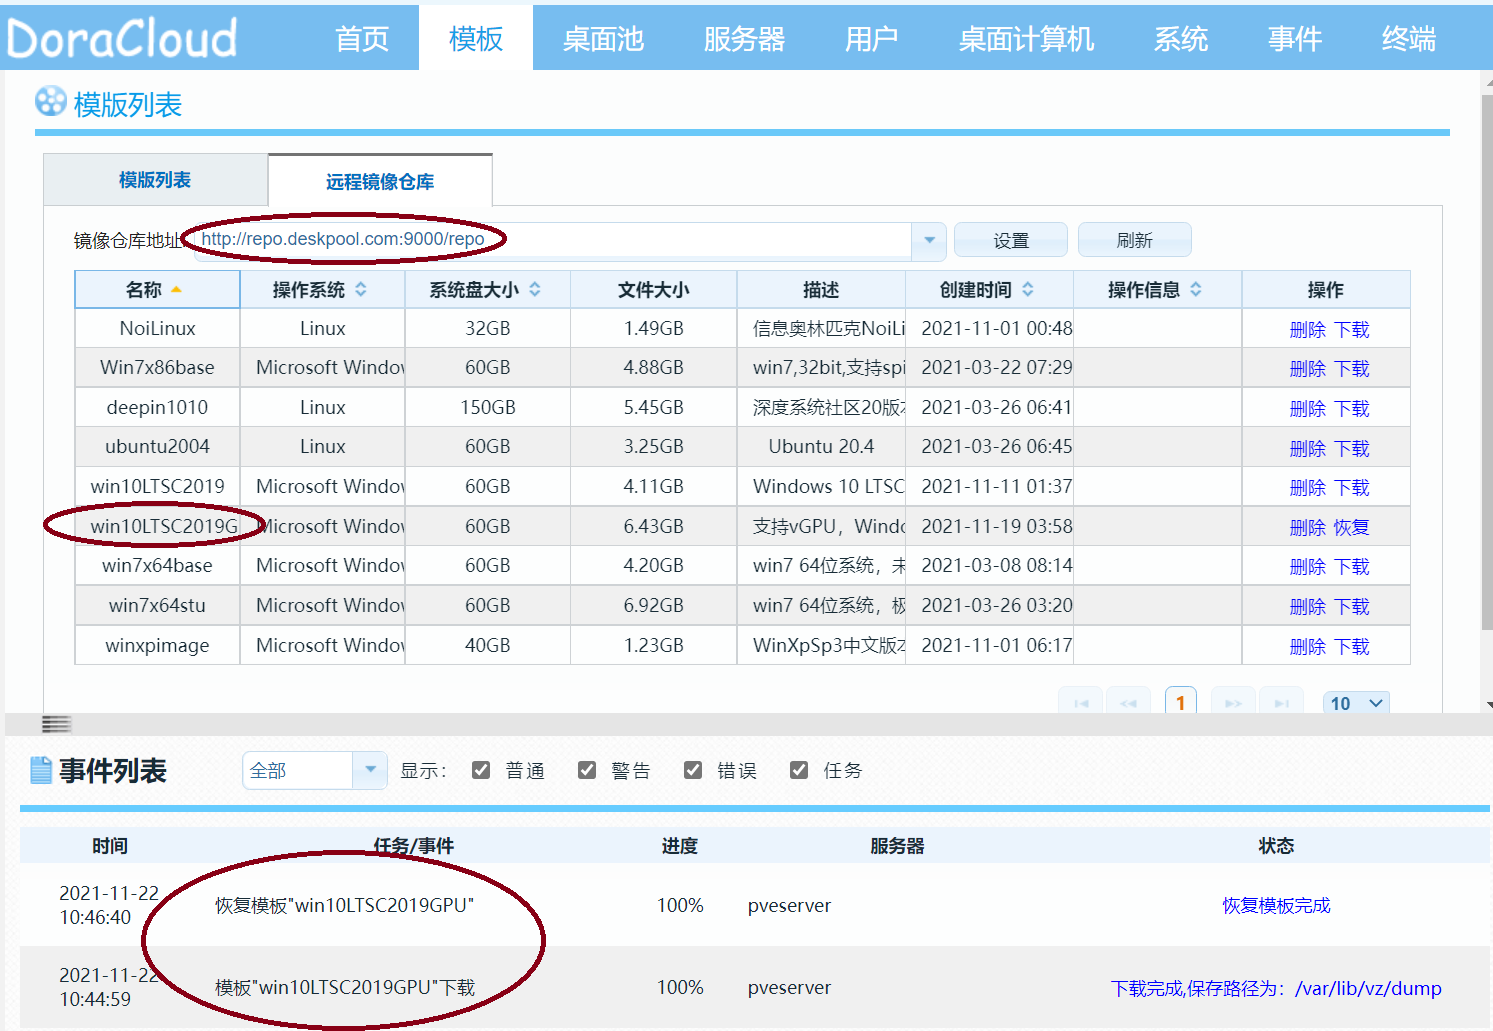 DoraCloud 首页 模板 桌面池 服务器 用户 桌面计算机 系统 事件 终端
模版列表
模版列表 远程镜像仓库
镜像仓库地址: http://repo.deskpool.com:9000/repo 设置 刷新
名称 操作系统 系统盘大小 文件大小 描述 创建时间 操作信息 操作
NoiLinux Linux 32GB 1.49GB 信息奥林匹克NoiLi 2021-11-01 00:48 删除 下载
Win7x86base Microsoft Windo 60GB 4.88GB win7,32bit,支持spi 2021-03-22 07:29 删除 下载
deepin1010 Linux 150GB 5.45GB 深度系统社区20版 2021-03-26 06:41 删除 下载
ubuntu2004 Linux 60GB 3.25GB Ubuntu 20.4 2021-03-26 06:45 删除 下载
win10LTSC2019 Microsoft Windo 60GB 4.11GB Windows 10 LTSC 2021-11-11 01:37 删除 下载
win10LTSC2019G Microsoft Windo 60GB 6.43GB 支持vGPU，Windo 2021-11-19 03:58 删除 恢复
win7x64base Microsoft Windo 60GB 4.20GB win7 64位系统，未 2021-03-08 08:14 删除 下载
win7x64stu Microsoft Windo 60GB 6.92GB win7 64位系统，极 2021-03-26 03:20 删除 下载
winxpimage Microsoft Windo 40GB 1.23GB WinXpSp3中文版本 2021-11-01 06:17 删除 下载
1 10
事件列表 全部 显示： 普通 警告 错误 任务
时间 任务/事件 进度 服务器 状态
2021-11-22
10:46:40 恢复模板"win10LTSC2019GPU" 100% pveserver 恢复模板完成
2021-11-22
10:44:59 模板"win10LTSC2019GPU"下载 100% pveserver 下载完成,保存路径为：/var/lib/vz/dump